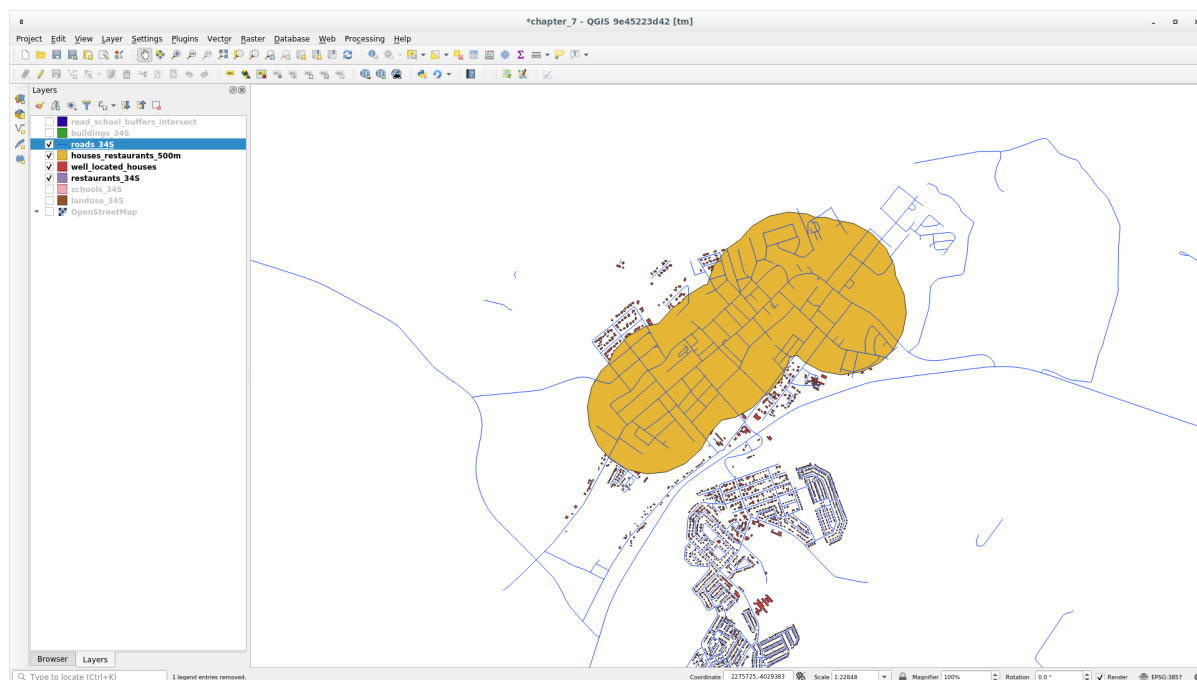 *chapter_7 - QGIS 9e45223d42 [tm]
Project Edit View Layer Settings Plugins Vector Raster Database Web Processing Help
Layers
road_school_buffers_intersect
buildings_34S
roads_34S
houses_restaurants_500m
well_located_houses
restaurants_34S
schools_34S
landuse_34S
OpenStreetMap
Browser Layers
Type to locate (Ctrl+K) 1 legend entries removed. Coordinate 2275725,-4029383 Scale 1:22848 Magnifier 100% Rotation 0.0 ° Render EPSG:3857